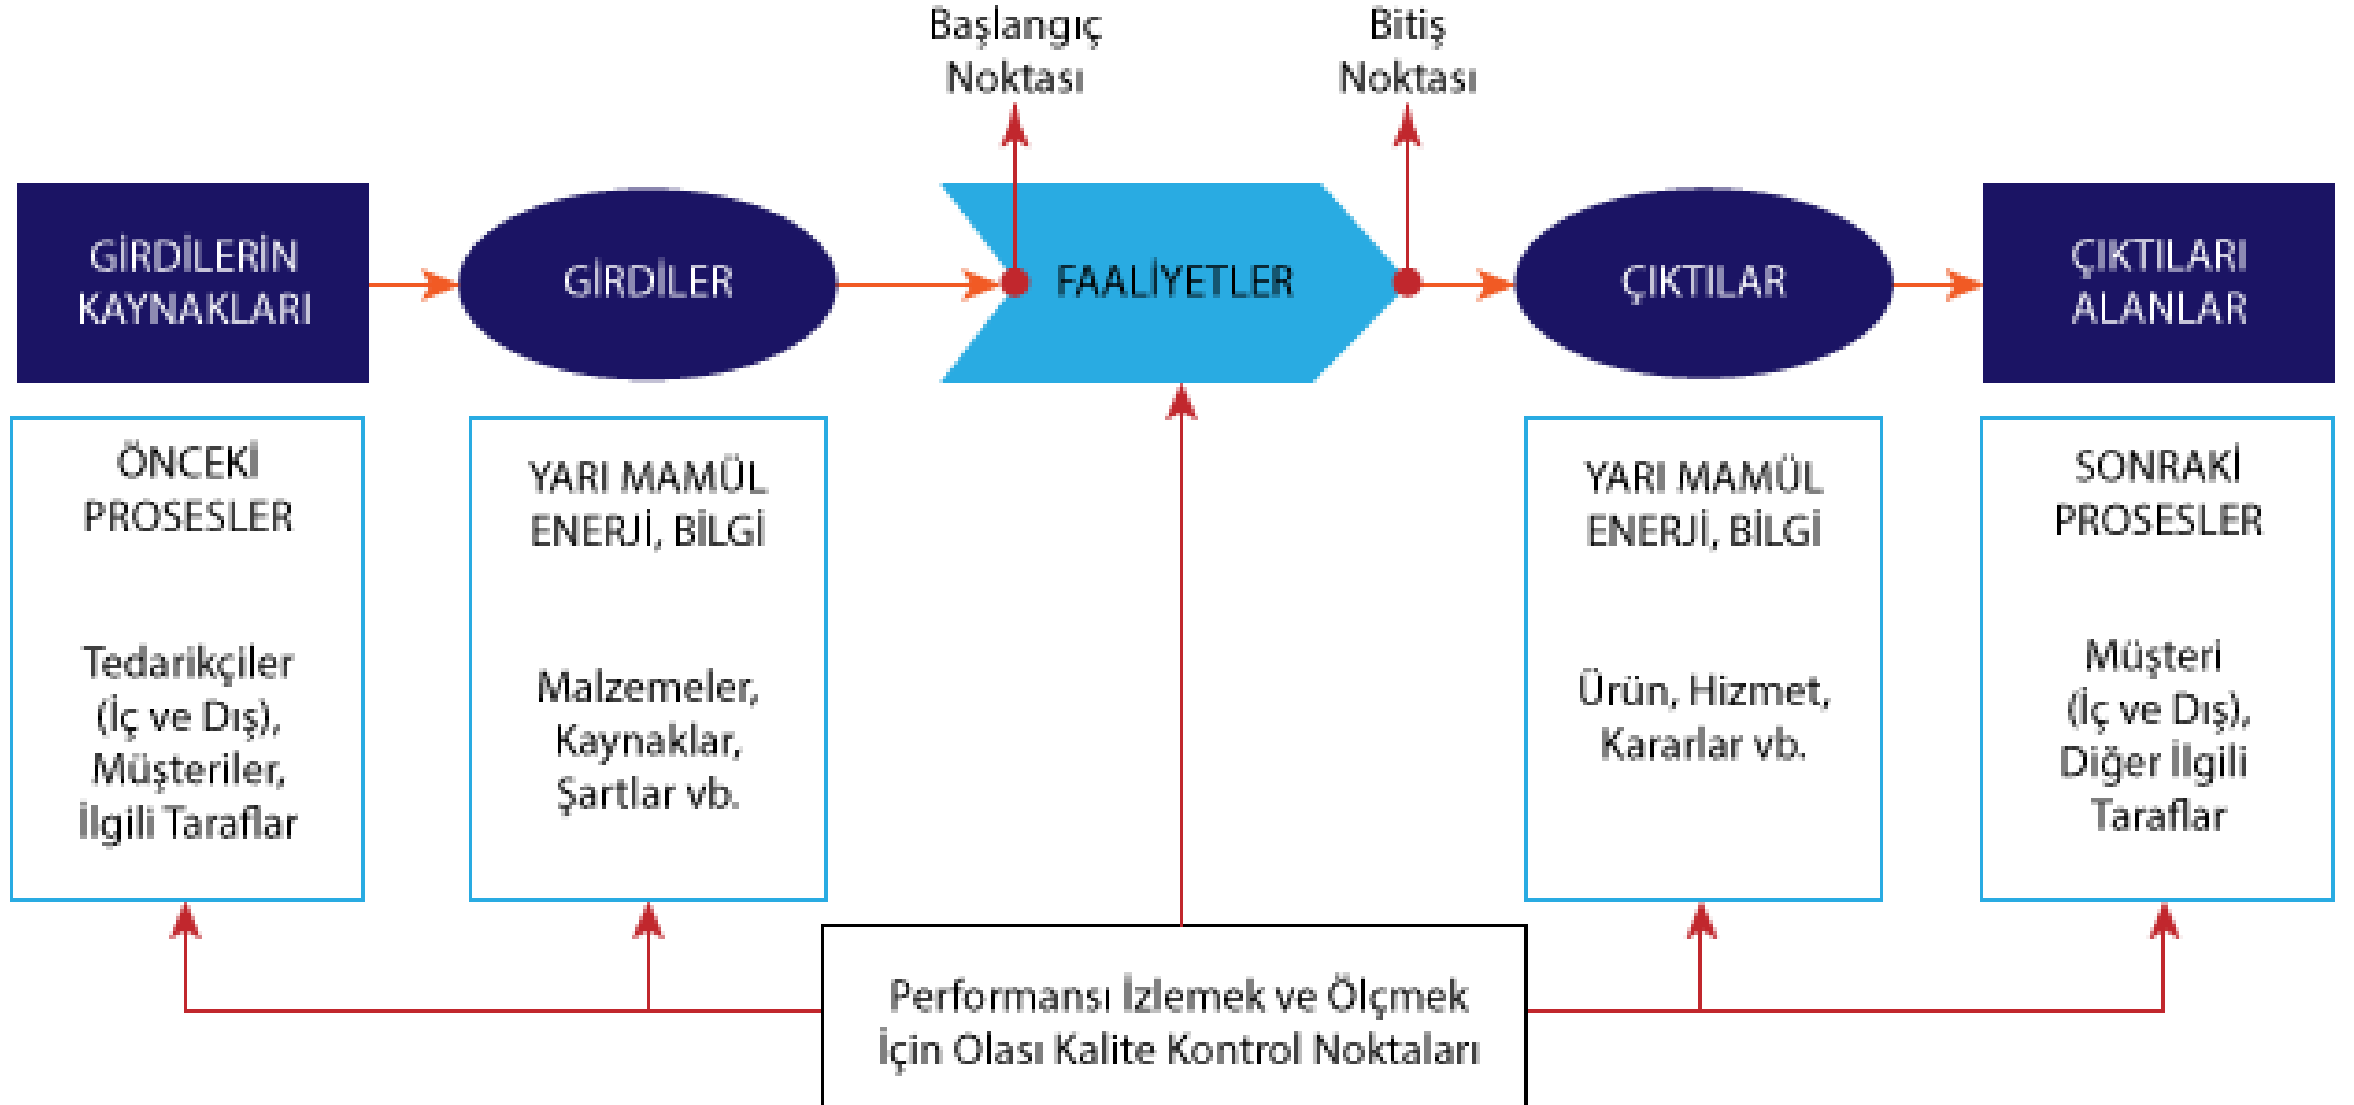 Başlangıç
Noktası
Bitiş
Noktası
GİRDİLERİN
KAYNAKLARI
GİRDİLER
FAALİYETLER
ÇIKTILAR
ÇIKTILARI
ALANLAR
ÖNCEKİ
PROSESLER
Tedarikçiler
(İç ve Dış),
Müşteriler,
İlgili Taraflar
YARI MAMÜL
ENERJİ, BİLGİ
Malzemeler,
Kaynaklar,
Şartlar vb.
YARI MAMÜL
ENERJİ, BİLGİ
Ürün, Hizmet,
Kararlar vb.
SONRAKİ
PROSESLER
Müşteri
(İç ve Dış),
Diğer İlgili
Taraflar
Performansı İzlemek ve Ölçmek
İçin Olası Kalite Kontrol Noktaları